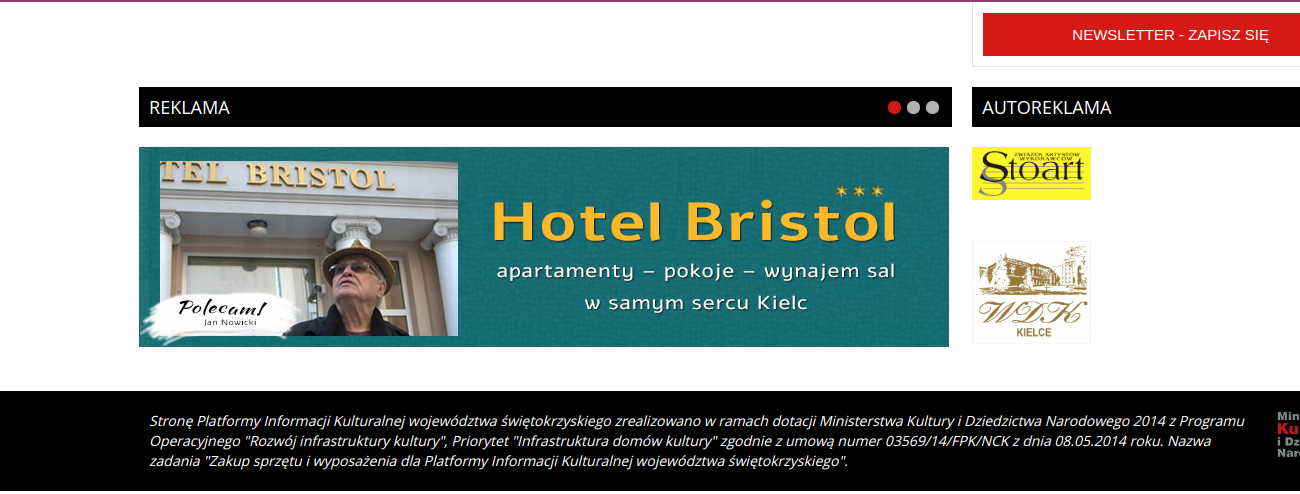 NEWSLETTER - ZAPISZ SIĘ
REKLAMA
AUTOREKLAMA
TEL BRISTOL
Polecam!
Jan Nowicki
Hotel Bristol
apartamenty – pokoje – wynajem sal
w samym sercu Kielc
ZWIĄZEK ARTYSTÓW
WYKONAWCÓW
Stoart
WDK
KIELCE
Stronę Platformy Informacji Kulturalnej województwa świętokrzyskiego zrealizowano w ramach dotacji Ministerstwa Kultury i Dziedzictwa Narodowego 2014 z Programu
Operacyjnego "Rozwój infrastruktury kultury", Priorytet "Infrastruktura domów kultury" zgodnie z umową numer 03569/14/FPK/NCK z dnia 08.05.2014 roku. Nazwa
zadania "Zakup sprzętu i wyposażenia dla Platformy Informacji Kulturalnej województwa świętokrzyskiego".
Min
Ku
i Dz
Nar